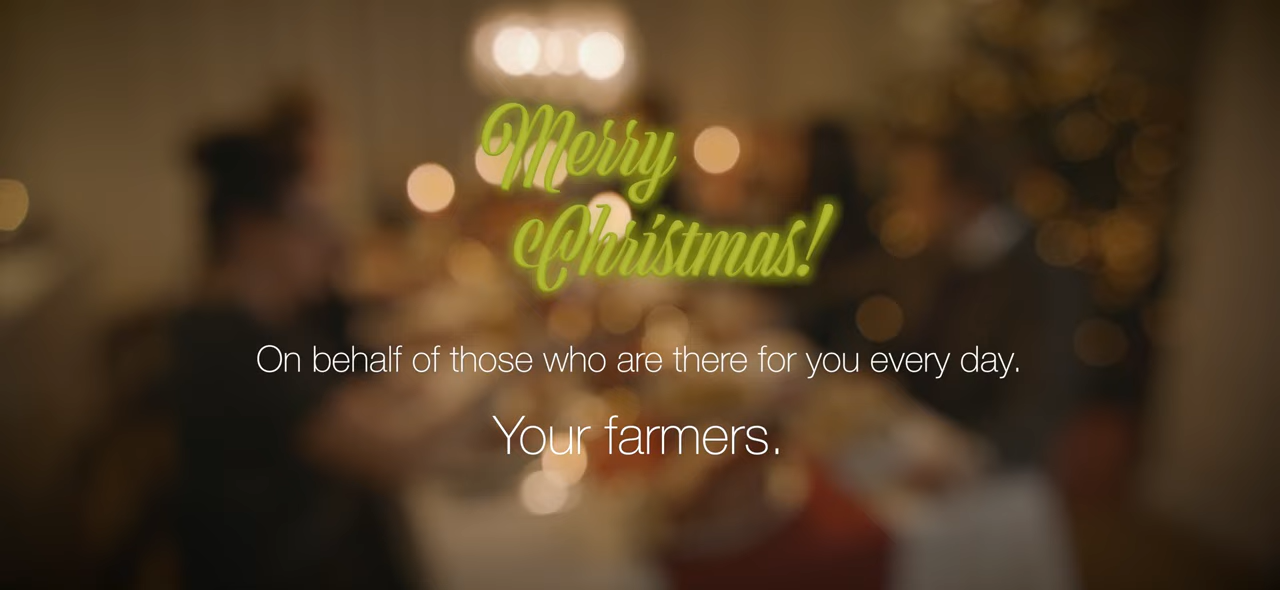 Merry
Christmas!
On behalf of those who are there for you every day.
Your farmers.